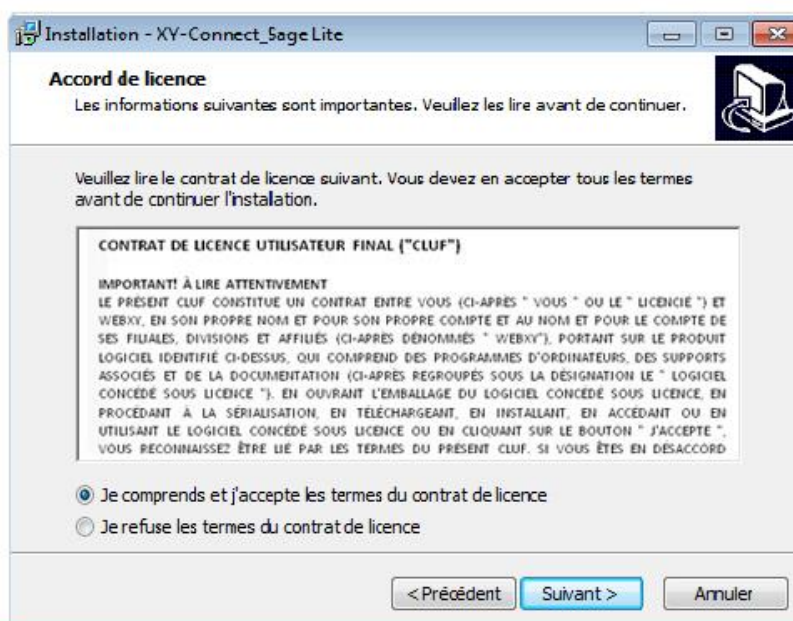 Installation - XY-Connect_SageLite
Accord de licence
Les informations suivantes sont importantes. Veuillez les lire avant de continuer.
Veuillez lire le contrat de licence suivant. Vous devez en accepter tous les termes
avant de continuer l'installation.
CONTRAT DE LICENCE UTILISATEUR FINAL ("CLUF")
IMPORTANT! À LIRE ATTENTIVEMENT
LE PRÉSENT CLUF CONSTITUE UN CONTRAT ENTRE VOUS (CI-APRÈS " VOUS " OU LE " LICENCIÉ ") ET
WEBXY, EN SON PROPRE NOM ET POUR SON PROPRE COMPTE ET AU NOM ET POUR LE COMPTE DE
SES FILIALES, DIVISIONS ET AFFILIÉS (CI-APRÈS DÉNOMMÉS " WEBXY"), PORTANT SUR LE PRODUIT
LOGICIEL IDENTIFIÉ CI-DESSUS, QUI COMPREND DES PROGRAMMES D'ORDINATEURS, DES SUPPORTS
ASSOCIÉS ET DE LA DOCUMENTATION (CI-APRÈS REGROUPÉS SOUS LA DÉSIGNATION LE " LOGICIEL
CONCÉDÉ SOUS LICENCE "). EN OUVRANT L'EMBALLAGE DU LOGICIEL CONCÉDÉ SOUS LICENCE, EN
PROCÉDANT À LA SÉRIALISATION, EN TÉLÉCHARGEANT, EN INSTALLANT, EN ACCÉDANT OU EN
UTILISANT LE LOGICIEL CONCÉDÉ SOUS LICENCE OU EN CLIQUANT SUR LE BOUTON " J'ACCEPTE ",
VOUS RECONNAISSEZ ÊTRE LIÉ PAR LES TERMES DU PRÉSENT CLUF. SI VOUS ÊTES EN DÉSACCORD
Je comprends et j'accepte les termes du contrat de licence
Je refuse les termes du contrat de licence
< Précédent
Suivant >
Annuler